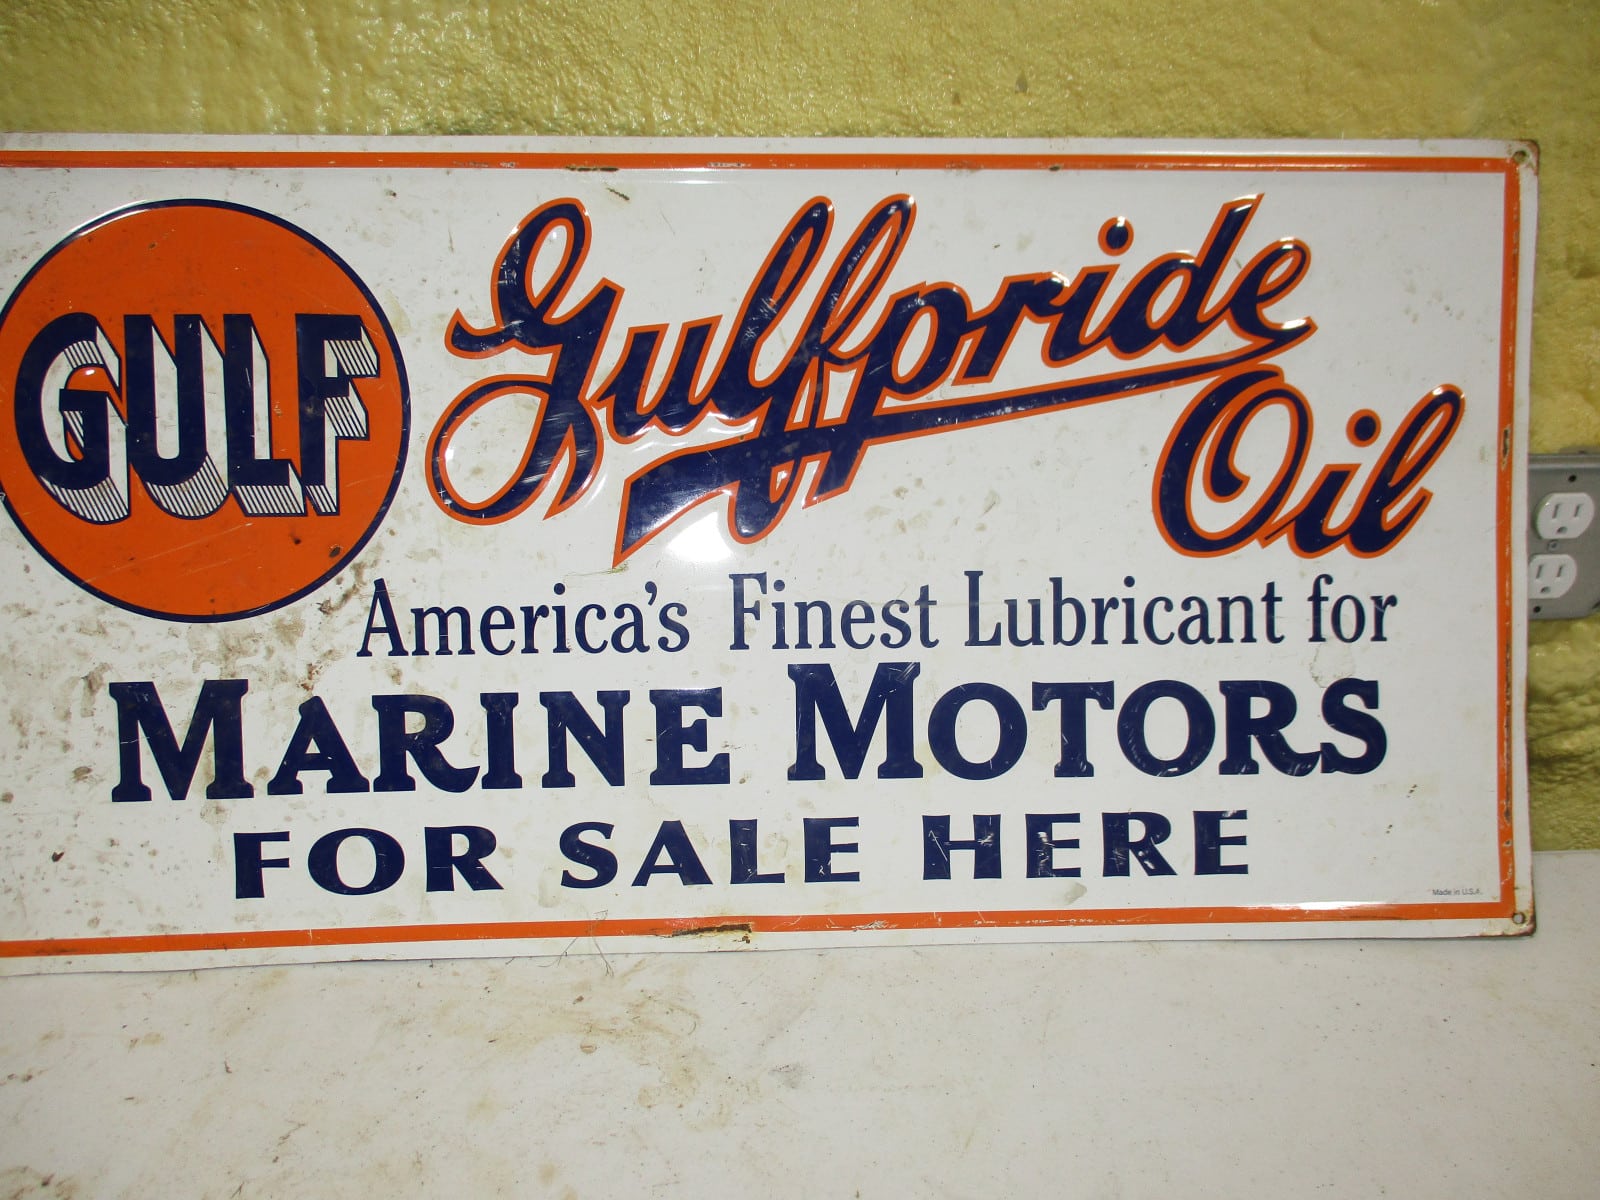 GULF
Gulfpride
Oil
America's Finest Lubricant for
MARINE MOTORS
FOR SALE HERE
Made in U.S.A.